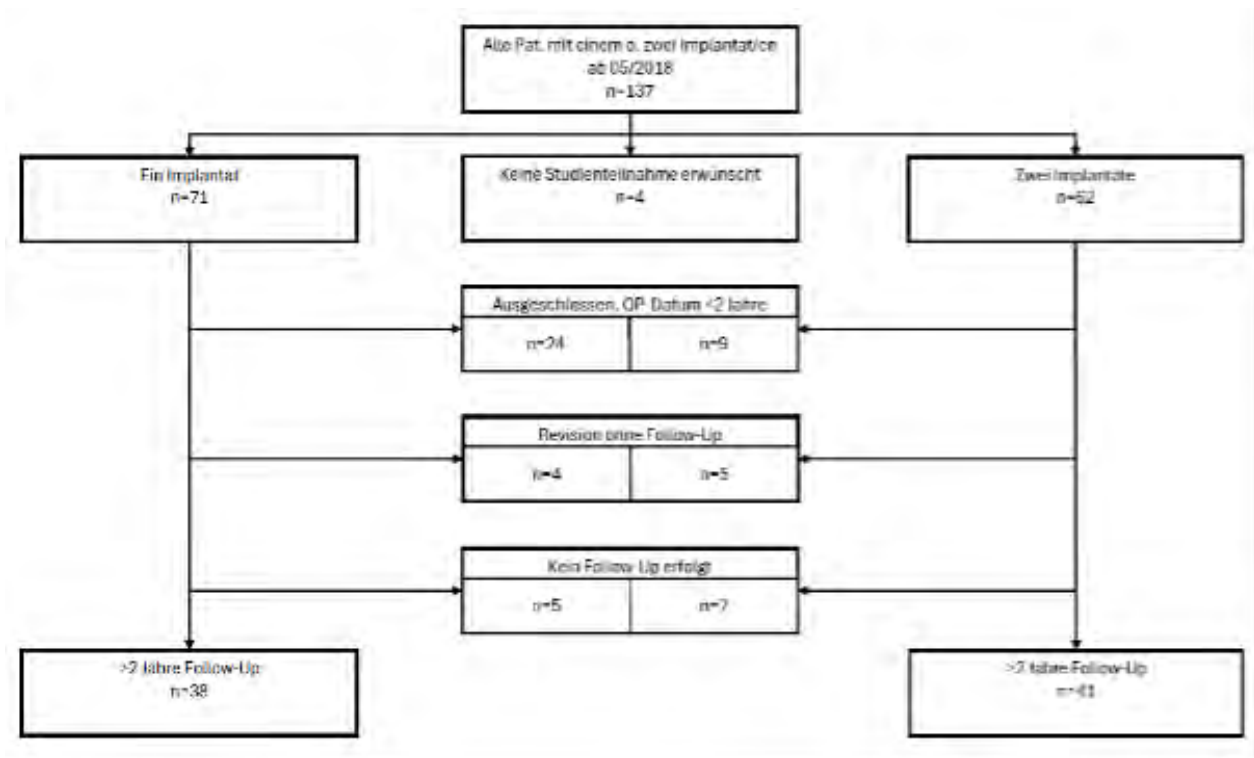 Alle Pat. mit einem o. zwei Implantat/en
ab 05/2018
n=137
Ein Implantat
n=71
Keine Studienteilnahme erwünscht
n=4
Zwei Implantate
n=62
Ausgeschlossen, OP-Datum <2 Jahre
n=24
n=9
Revision ohne Follow-Up
n=4
n=5
Kein Follow-Up erfolgt
n=5
n=7
>2 Jahre Follow-Up
n=38
>2 Jahre Follow-Up
n=41